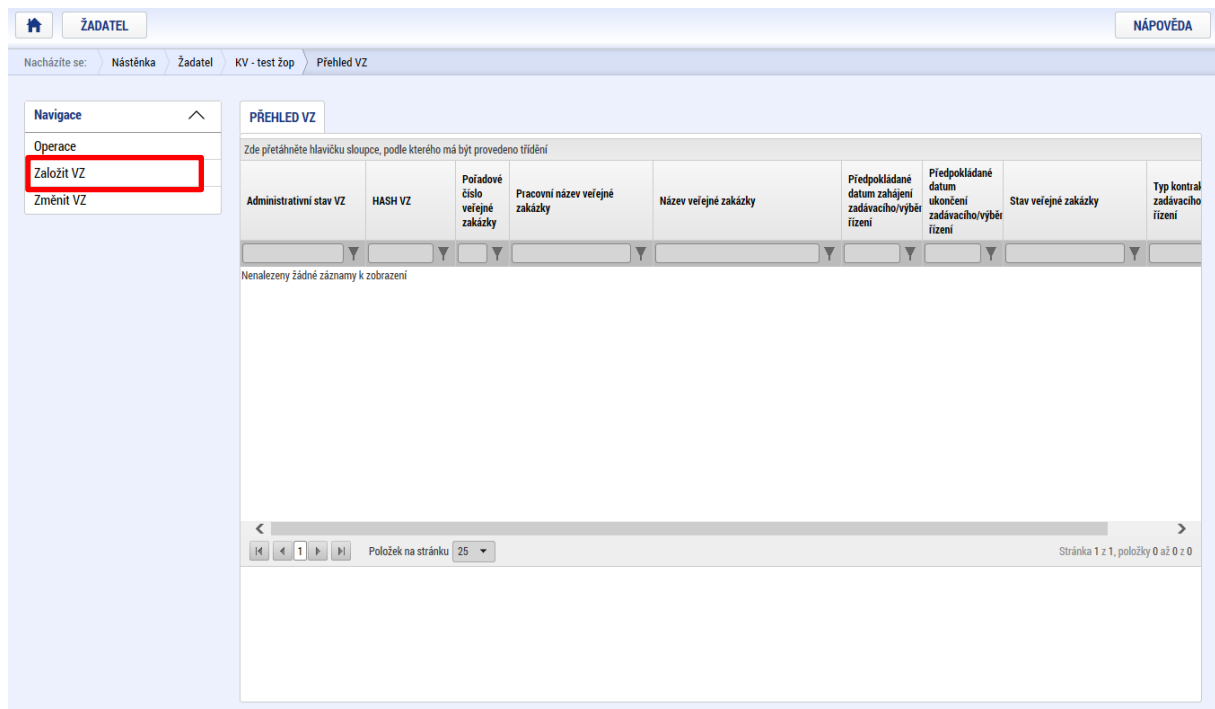 ŽADATEL
NÁPOVĚDA
Nacházíte se: Nástěnka Žadatel KV - test žop Přehled VZ
Navigace
Operace
Založit VZ
Změnit VZ
PŘEHLED VZ
Zde přetáhněte hlavičku sloupce, podle kterého má být provedeno třídění
Administrativní stav VZ
HASH VZ
Pořadové
číslo
veřejné
zakázky
Pracovní název veřejné
zakázky
Název veřejné zakázky
Předpokládané
datum zahájení
zadávacího/výběr
řízení
Předpokládané
datum
ukončení
zadávacího/výběr
řízení
Stav veřejné zakázky
Typ kontrak
zadávacího
řízení
Nenalezeny žádné záznamy k zobrazení
1 Položek na stránku 25 Stránka 1 z 1, položky 0 až 0 z 0